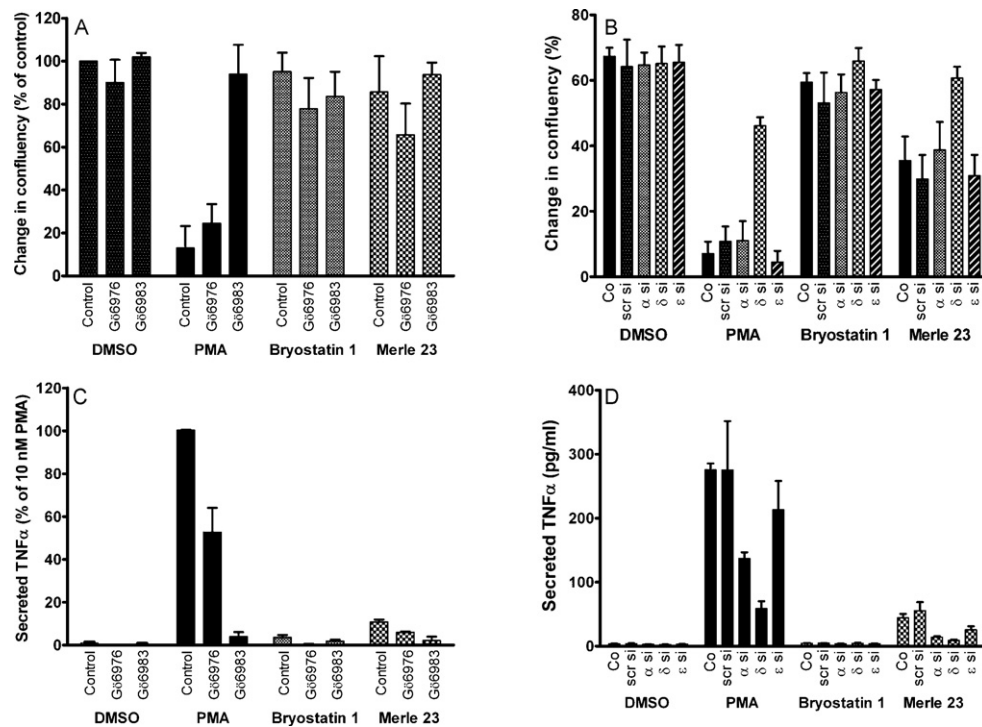 A
Change in confluency (% of control)
120
100
80
60
40
20
0
Control
Gö6976
Gö6983
Control
Gö6976
Gö6983
Control
Gö6976
Gö6983
Control
Gö6976
Gö6983
DMSO PMA Bryostatin 1 Merle 23
B
Change in confluency (%)
80
60
40
20
0
Co
scr si
α si
δ si
ε si
Co
scr si
α si
δ si
ε si
Co
scr si
α si
δ si
ε si
Co
scr si
α si
δ si
ε si
DMSO PMA Bryostatin 1 Merle 23
C
Secreted TNFα (% of 10 nM PMA)
120
100
80
60
40
20
0
Control
Gö6976
Gö6983
Control
Gö6976
Gö6983
Control
Gö6976
Gö6983
Control
Gö6976
Gö6983
DMSO PMA Bryostatin 1 Merle 23
D
Secreted TNFα (pg/ml)
400
300
200
100
0
Co
scr si
α si
δ si
ε si
Co
scr si
α si
δ si
ε si
Co
scr si
α si
δ si
ε si
Co
scr si
α si
δ si
ε si
DMSO PMA Bryostatin 1 Merle 23